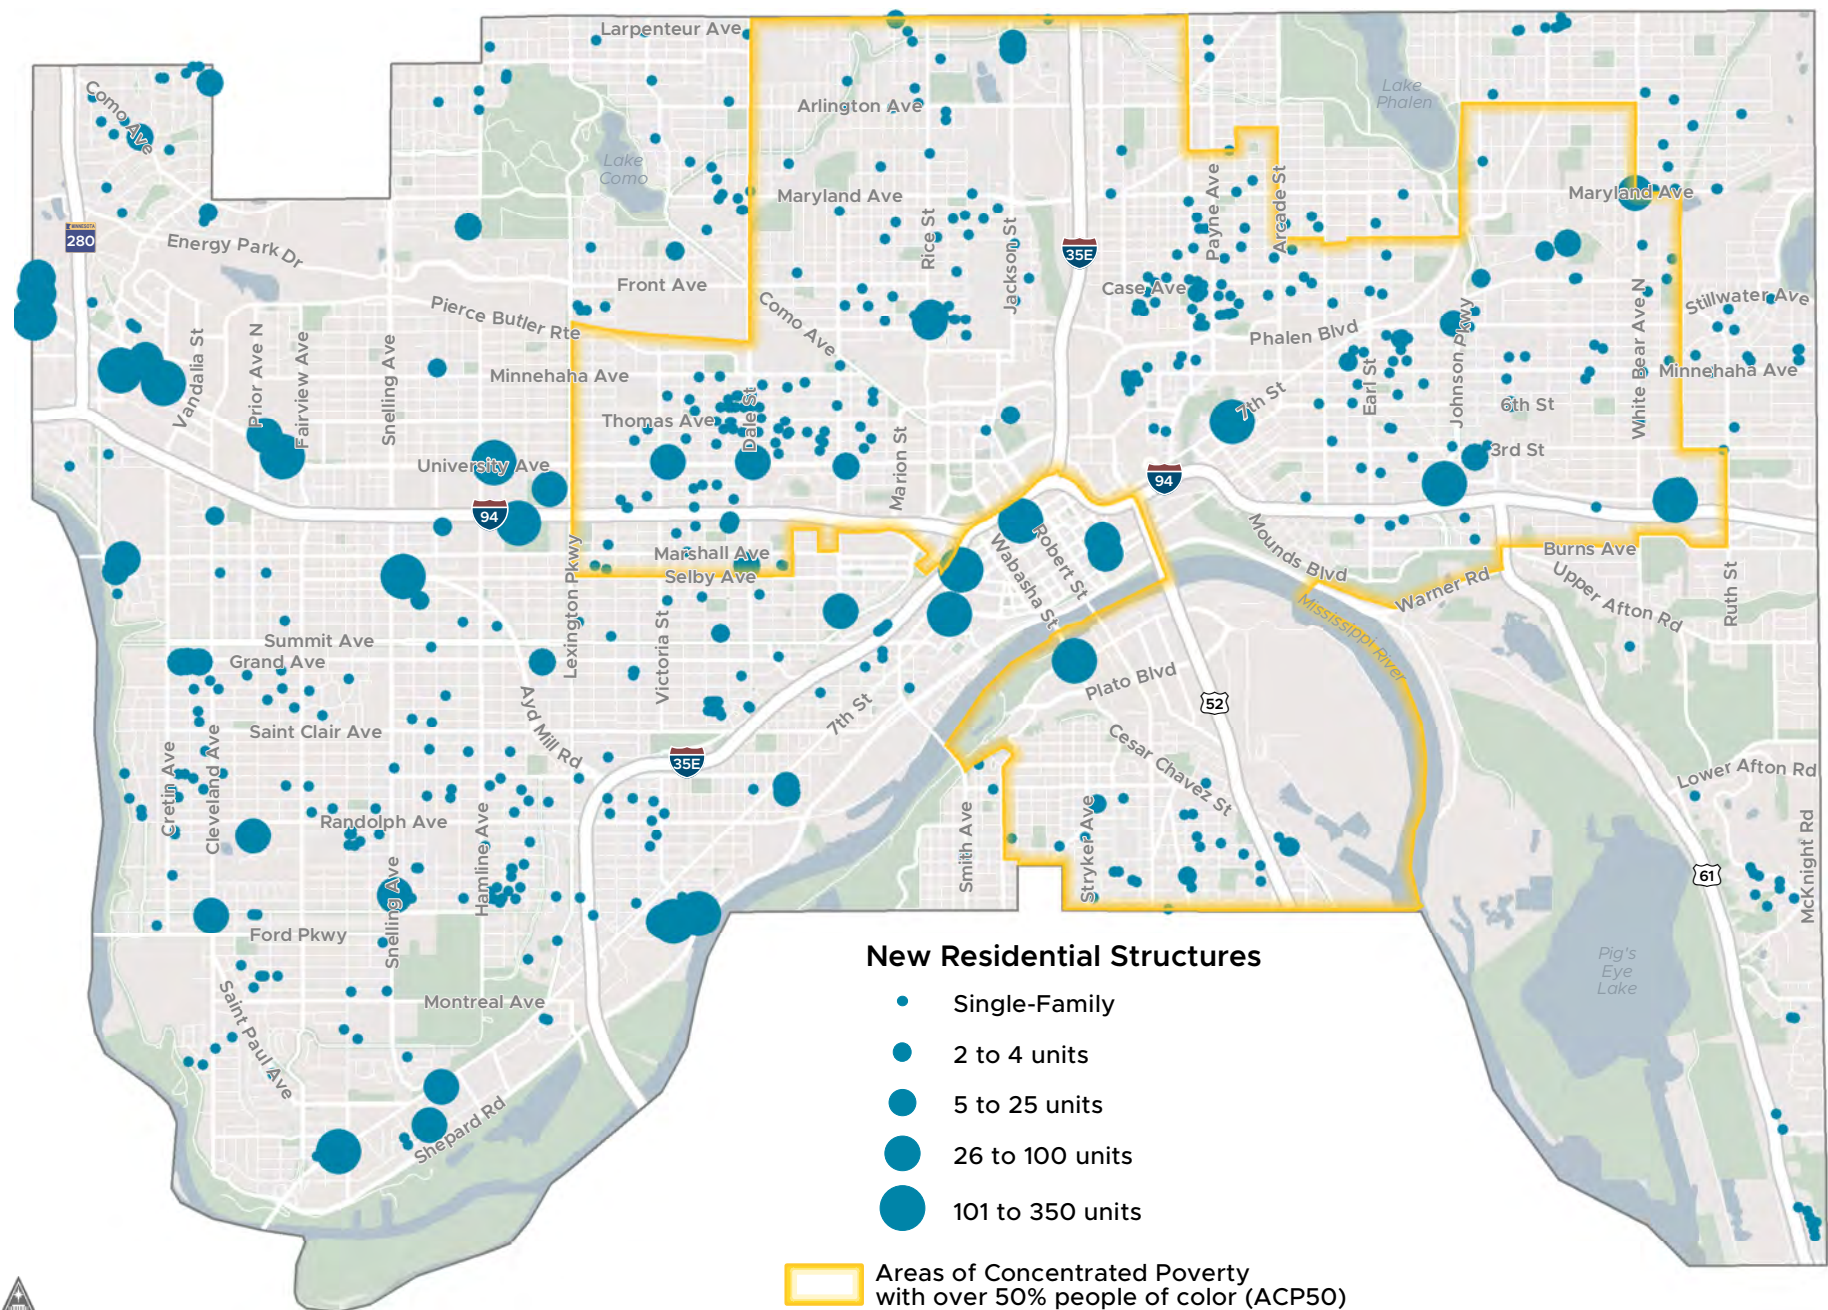 Larpenteur Ave
Como Ave
Arlington Ave
Lake
Phalen
Lake
Como
Maryland Ave
Maryland Ave
Payne Ave
Arcade St
Rice St
Jackson St
MINNESOTA
280
Energy Park Dr
35E
Front Ave
Case Ave
Stillwater Ave
Pierce Butler Rte
Como Ave
Phalen Blvd
Johnson Pkwy
White Bear Ave N
Vandalia St
Prior Ave N
Fairview Ave
Snelling Ave
Minnehaha Ave
Minnehaha Ave
Earl St
7th St
6th St
Thomas Ave
Dale St
3rd St
University Ave
Marion St
94
94
Robert St
Wabasha St
Mounds Blvd
Burns Ave
Marshall Ave
Selby Ave
Lexington Pkwy
Warner Rd
Upper Afton Rd
Ruth St
Mississippi River
Summit Ave
Grand Ave
Victoria St
Plato Blvd
52
Ayd Mill Rd
7th St
Saint Clair Ave
35E
Cesar Chavez St
Lower Afton Rd
Cretin Ave
Cleveland Ave
Randolph Ave
Hamline Ave
Smith Ave
Stryker Ave
McKnight Rd
61
Snelling Ave
Ford Pkwy
Pig's
Eye
Lake
Saint Paul Ave
Montreal Ave
Shepard Rd
New Residential Structures
Single-Family
2 to 4 units
5 to 25 units
26 to 100 units
101 to 350 units
Areas of Concentrated Poverty
with over 50% people of color (ACP50)